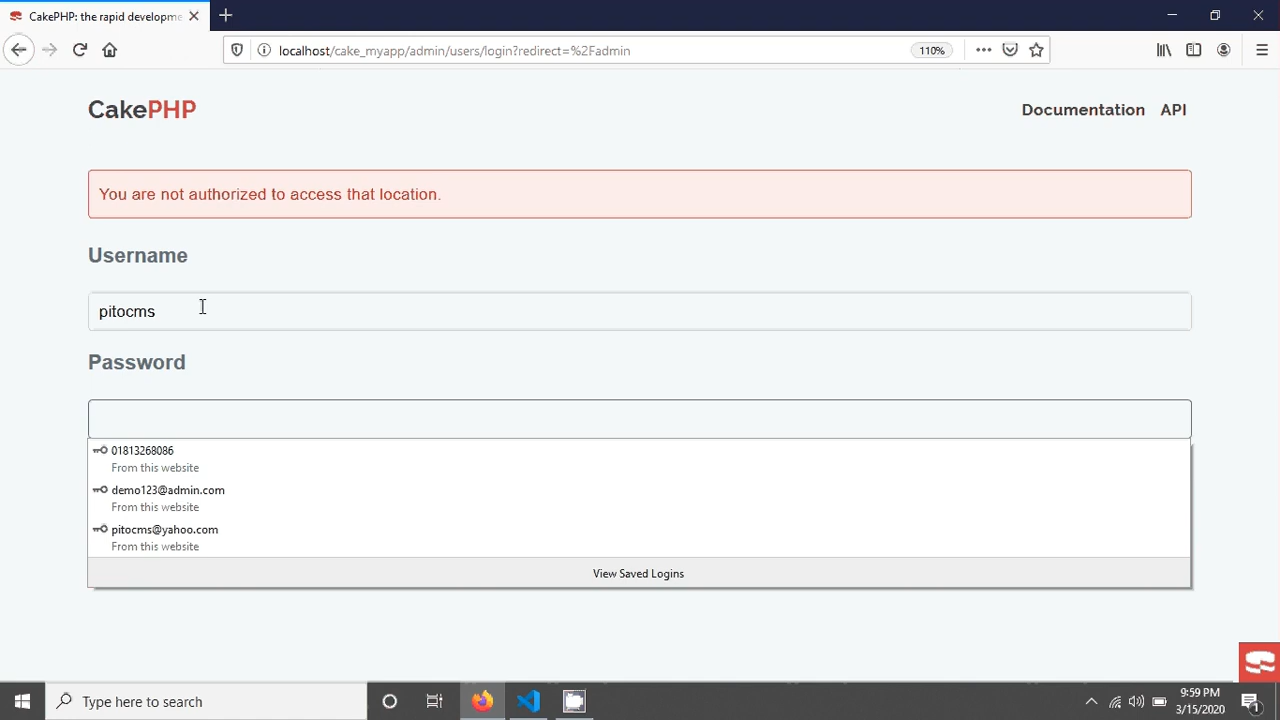 CakePHP: the rapid developme
localhost/cake_myapp/admin/users/login?redirect=%2Fadmin
110%
CakePHP
Documentation API
You are not authorized to access that location.
Username
pitocms
Password
01813268086
From this website
demo123@admin.com
From this website
pitocms@yahoo.com
From this website
View Saved Logins
Type here to search
9:59 PM
3/15/2020
1